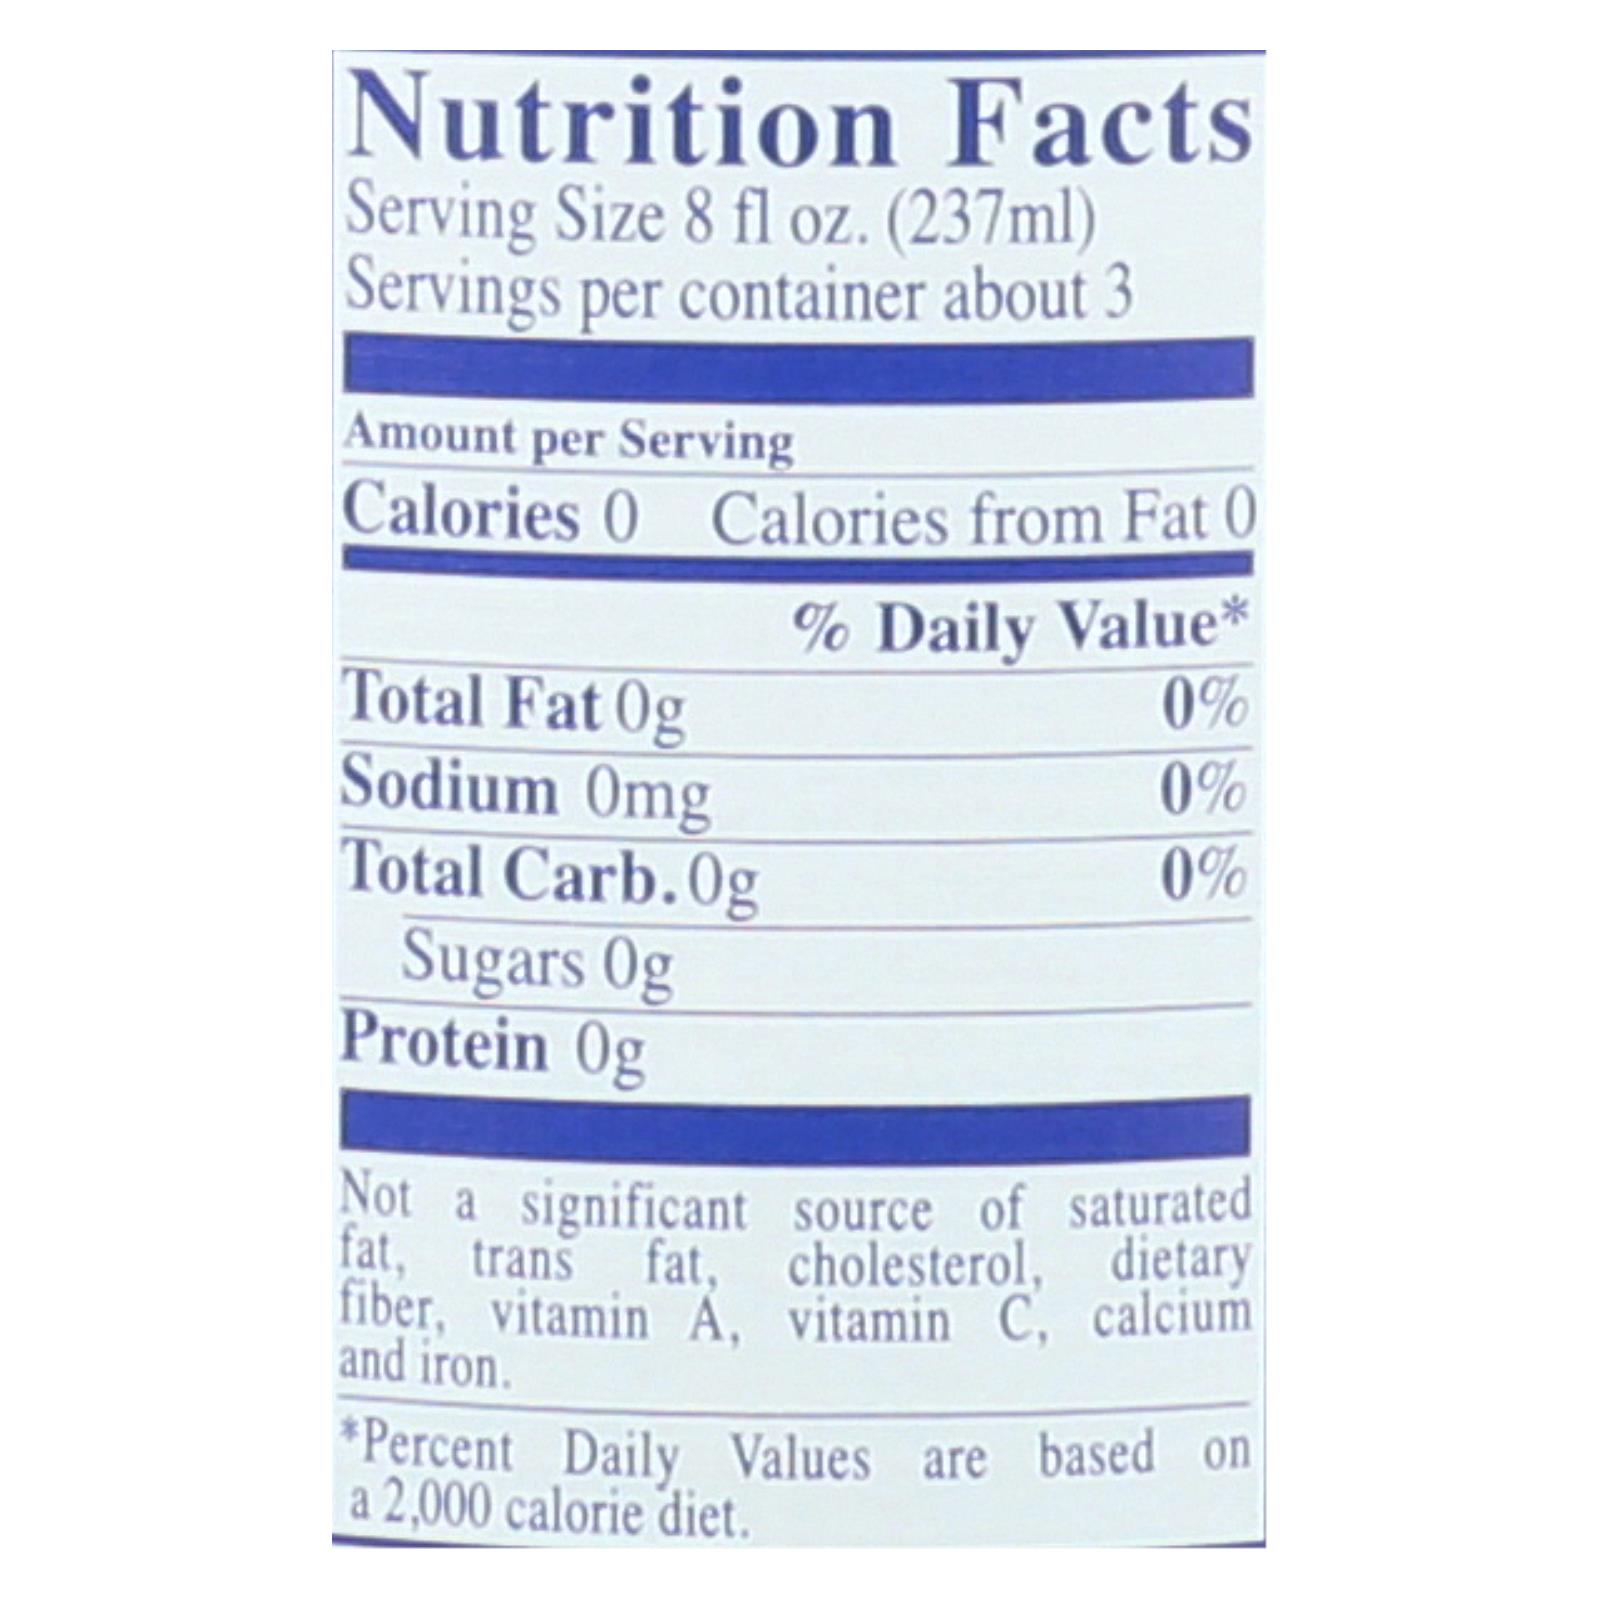 Nutrition Facts
Serving Size 8 fl oz. (237ml)
Servings per container about 3
Amount per Serving
Calories 0 Calories from Fat 0
% Daily Value*
Total Fat 0g 0%
Sodium 0mg 0%
Total Carb. 0g 0%
Sugars 0g
Protein 0g
Not a significant source of saturated
fat, trans fat, cholesterol, dietary
fiber, vitamin A, vitamin C, calcium
and iron.
*Percent Daily Values are based on
a 2,000 calorie diet.